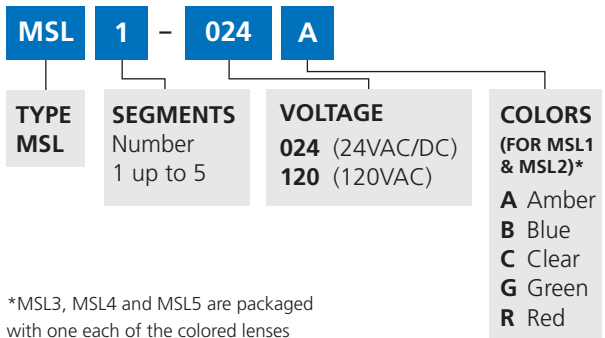 MSL 1 – 024 A
TYPE
MSL
SEGMENTS
Number
1 up to 5
VOLTAGE
024 (24VAC/DC)
120 (120VAC)
COLORS
(FOR MSL1
& MSL2)*
A Amber
B Blue
C Clear
G Green
R Red
*MSL3, MSL4 and MSL5 are packaged
with one each of the colored lenses